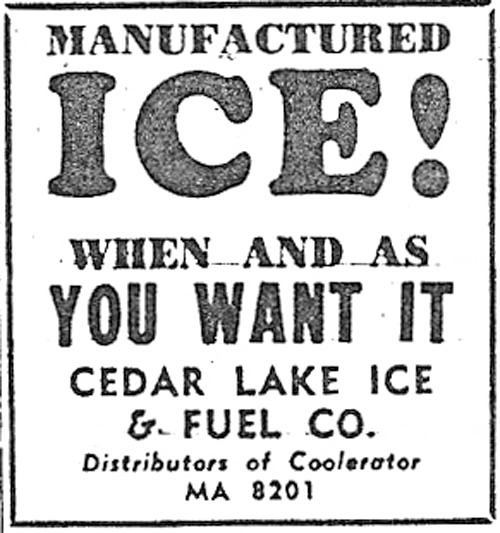 MANUFACTURED
ICE!
WHEN AND AS
YOU WANT IT
CEDAR LAKE ICE
& FUEL CO.
Distributors of Coolerator
MA 8201